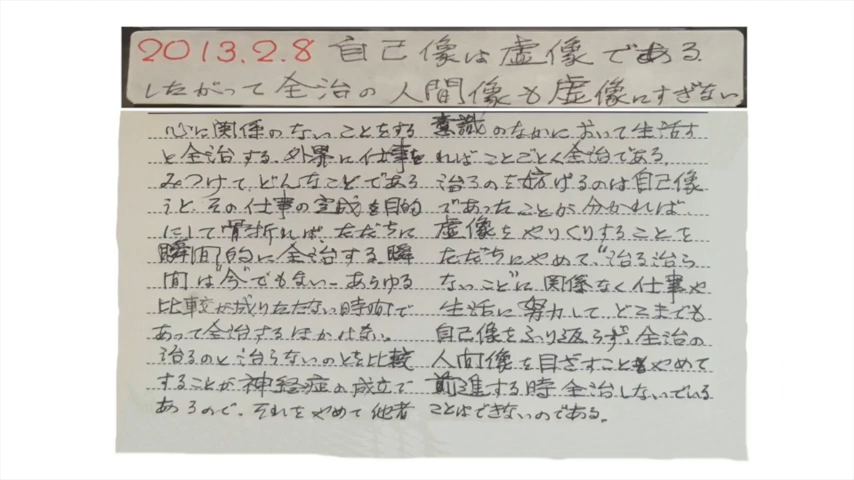 2013.2.8 自己像は虚像である
したがって全治の人間像も虚像にすぎない
心に関係のないことをする
と全治する。外界に仕事を
みつけて、どんなことである
うと、その仕事の完成を目的
にして骨折れば、ただちに
瞬間的に全治する。瞬
間は“今”でもない―あらゆる
比較が成りたたない時面で
あって全治するほかはない。
治るのと治らないのとを比較
することが神経症の成立で
あるので、それをやめて他者
意識のなかにおいて生活す
ればことごとく全治である。
治るのを妨げるのは自己像
であったことが分かれば、
虚像をやりくりすることを
ただちにやめて、“治る治ら
ないこと”に関係なく仕事や
生活に努力して、どこまでも
自己像をふり返らず、全治の
人間像を目ざすこともやめて
前進する時全治しないでいる
ことはできないのである。